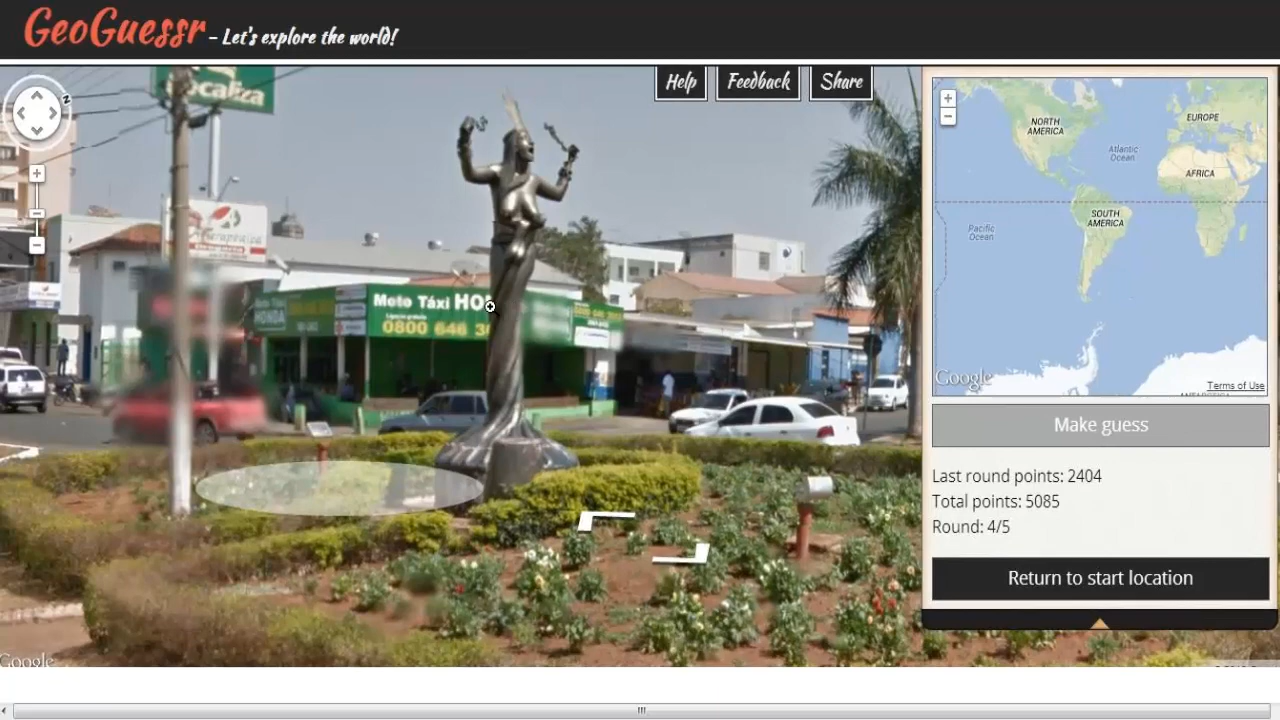 GeoGuessr – Let's explore the world!
Help
Feedback
Share
Localiza
Moto Táxi
0800 646
NORTH AMERICA
EUROPE
Atlantic Ocean
AFRICA
SOUTH AMERICA
Pacific Ocean
Google
Terms of Use
Make guess
Last round points: 2404
Total points: 5085
Round: 4/5
Return to start location
Google